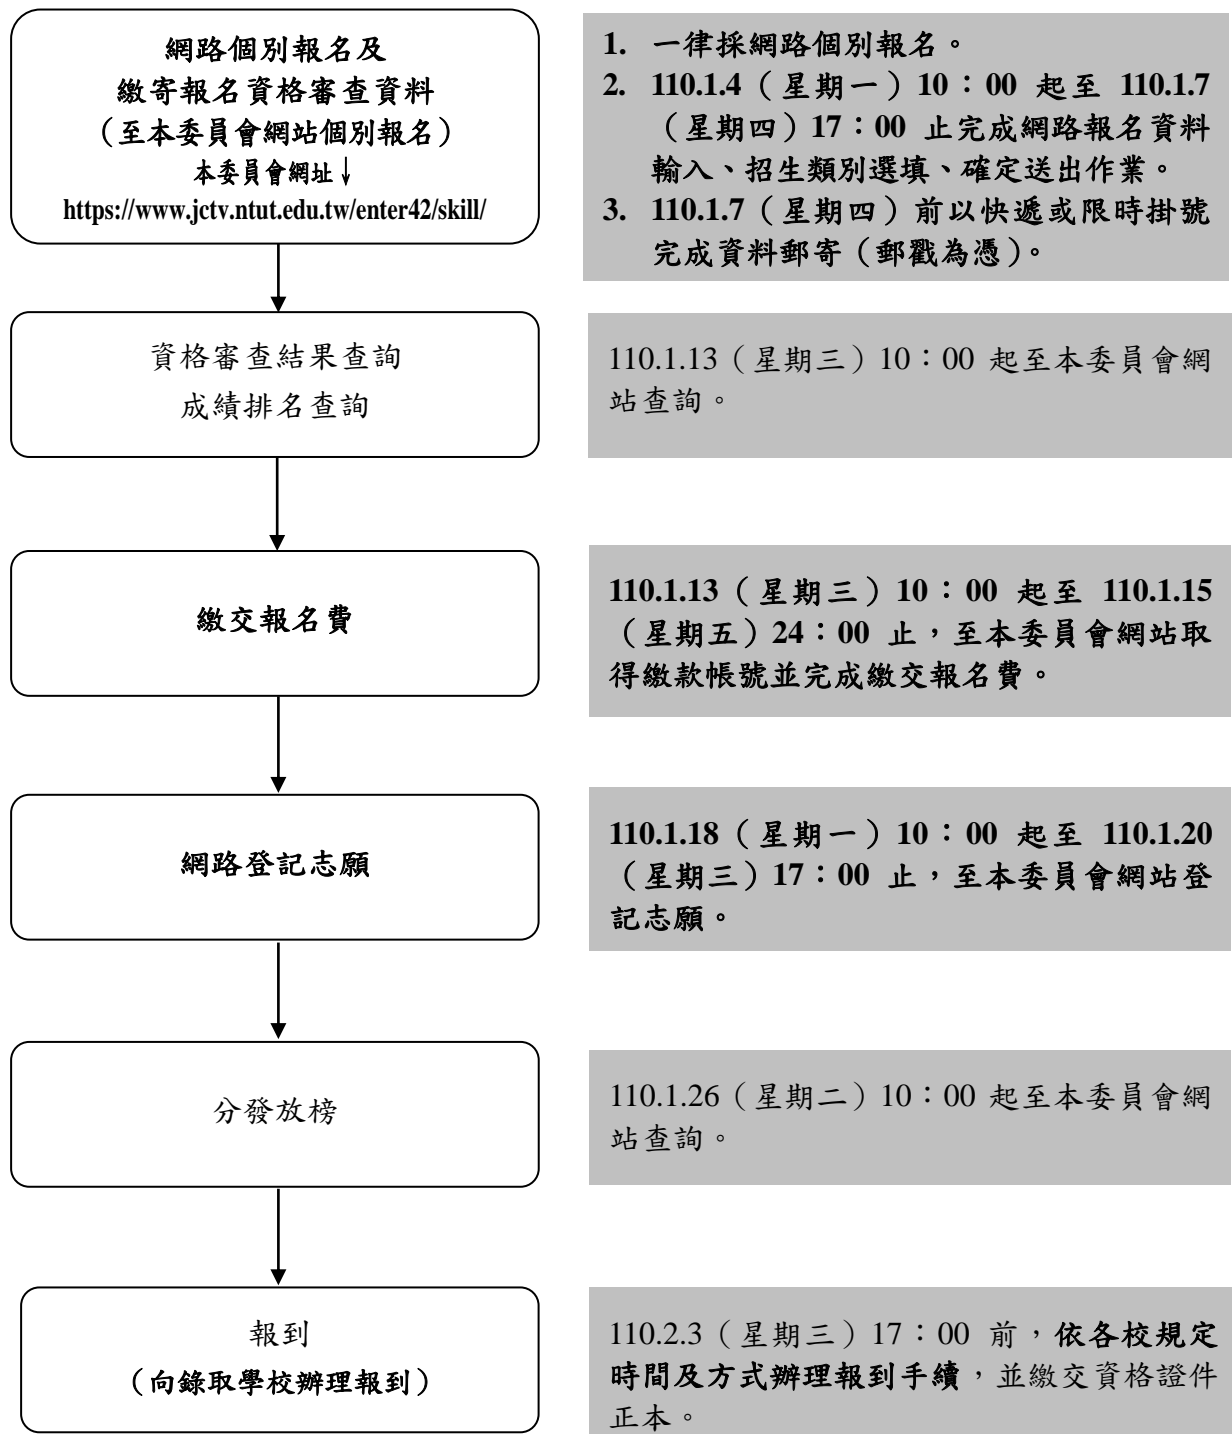 網路個別報名及
繳寄報名資格審查資料
（至本委員會網站個別報名）
本委員會網址↓
https://www.jctv.ntut.edu.tw/enter42/skill/
1. 一律採網路個別報名。
2. 110.1.4（星期一）10：00 起至 110.1.7
（星期四）17：00 止完成網路報名資料
輸入、招生類別選填、確定送出作業。
3. 110.1.7（星期四）前以快遞或限時掛號
完成資料郵寄（郵戳為憑）。
資格審查結果查詢
成績排名查詢
110.1.13（星期三）10：00 起至本委員會網
站查詢。
繳交報名費
110.1.13（星期三）10：00 起至 110.1.15
（星期五）24：00 止，至本委員會網站取
得繳款帳號並完成繳交報名費。
網路登記志願
110.1.18（星期一）10：00 起至 110.1.20
（星期三）17：00 止，至本委員會網站登
記志願。
分發放榜
110.1.26（星期二）10：00 起至本委員會網
站查詢。
報到
（向錄取學校辦理報到）
110.2.3（星期三）17：00 前，依各校規定
時間及方式辦理報到手續，並繳交資格證件
正本。